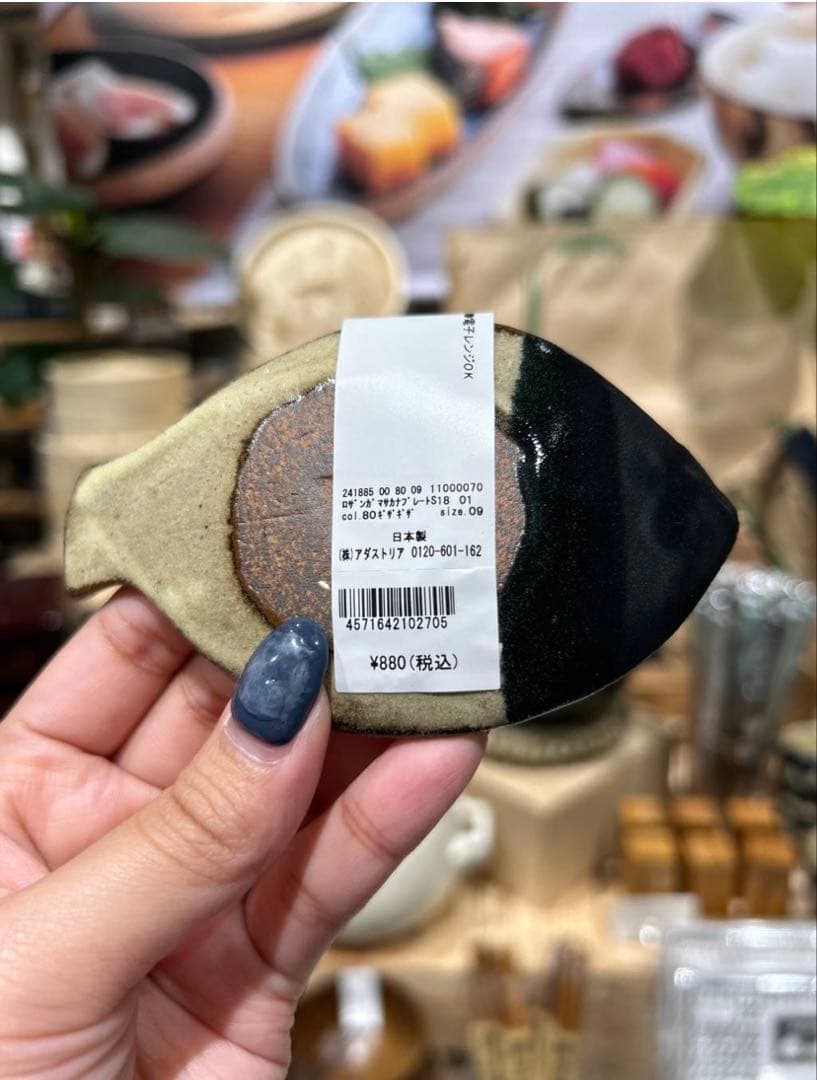 電子レンジOK
241885 00 80 09 11000070
ﾛｻﾞﾝｶﾞﾏｻｶﾅﾌﾟﾚｰﾄS18 01
col.80ｷﾞｻﾞｷﾞｻﾞ size.09
日本製
(株)アダストリア 0120-601-162
4571642102705
¥880(税込)